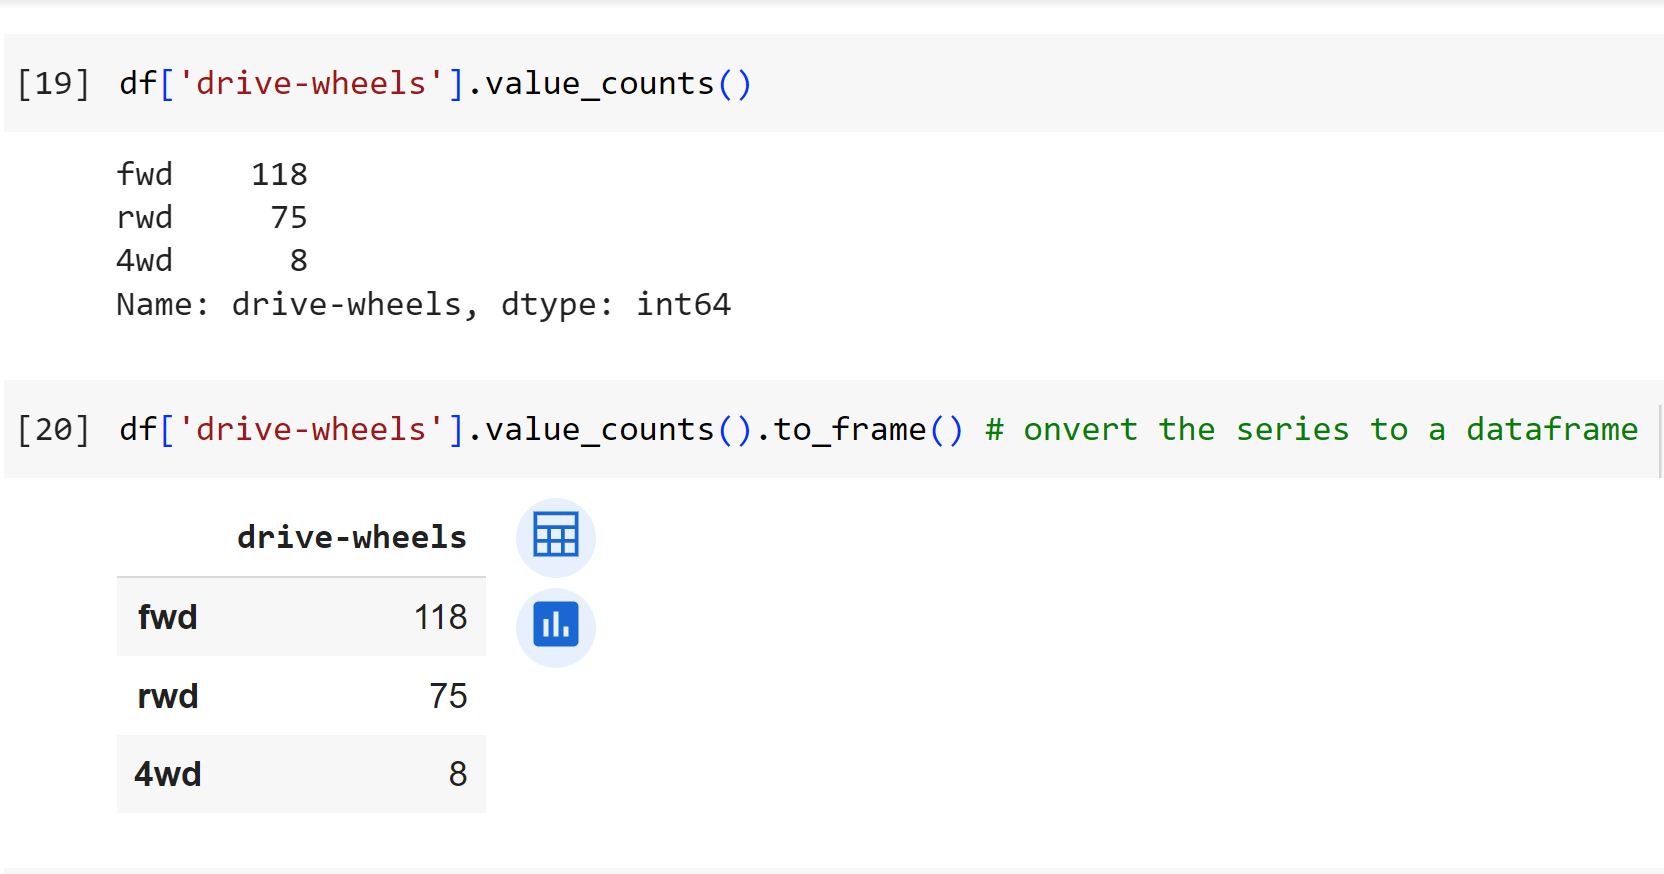 [19] df['drive-wheels'].value_counts()
fwd 118
rwd 75
4wd 8
Name: drive-wheels, dtype: int64
[20] df['drive-wheels'].value_counts().to_frame() # onvert the series to a dataframe
drive-wheels
fwd 118
rwd 75
4wd 8